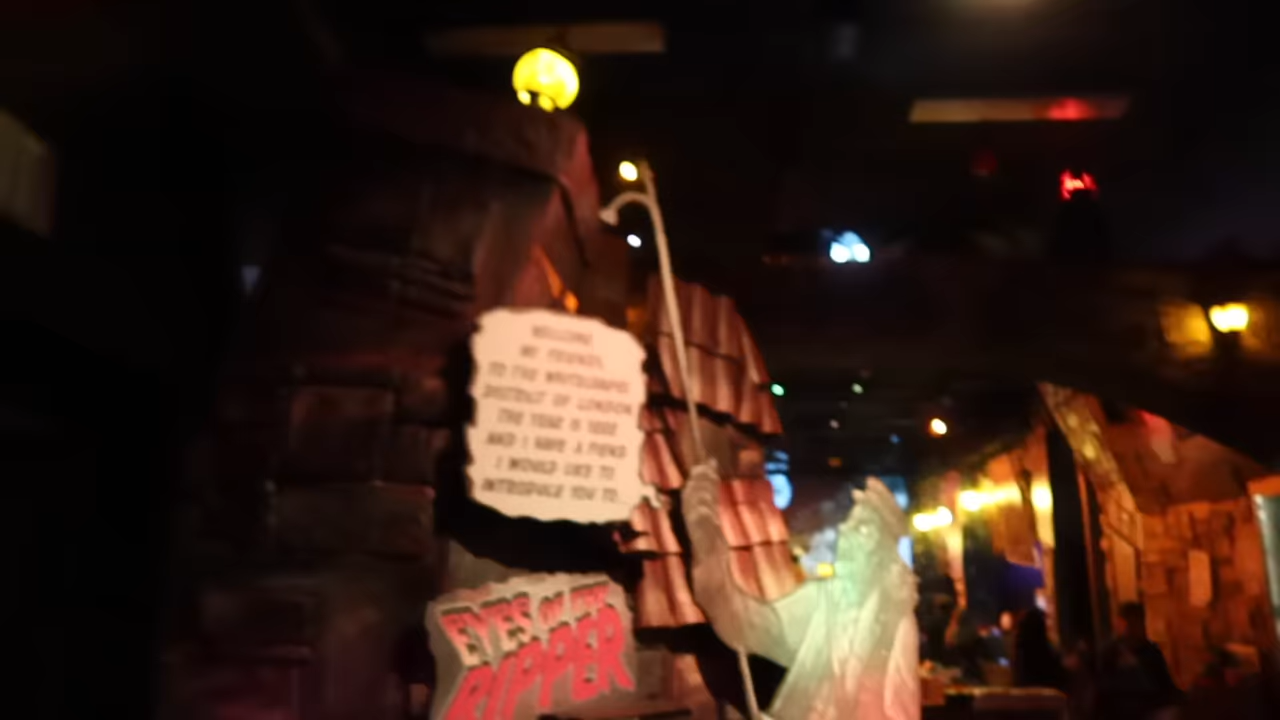 WELCOME
MY FRIENDS,
TO THE WHITECHAPEL
DISTRICT OF LONDON
THE YEAR IS 1888
AND I HAVE A FIEND
I WOULD LIKE TO
INTRODUCE YOU TO...
EYES OF THE
RIPPER